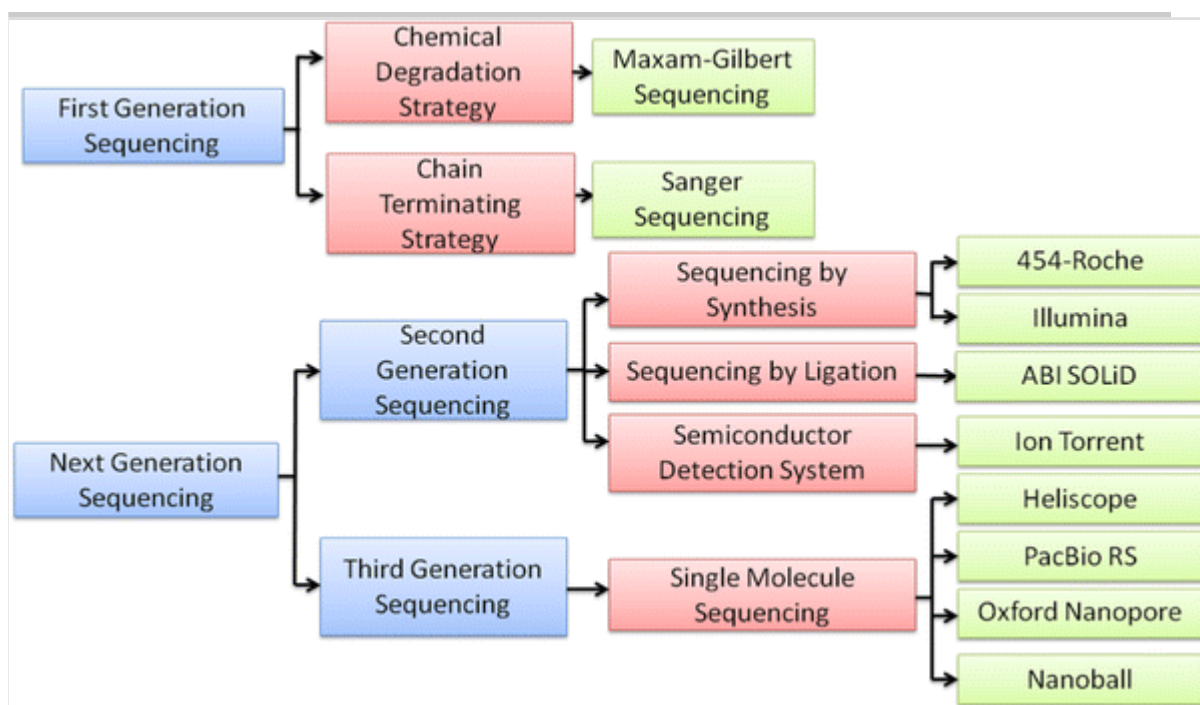 Chemical
Degradation
Strategy
Maxam-Gilbert
Sequencing
First Generation
Sequencing
Chain
Terminating
Strategy
Sanger
Sequencing
Sequencing by
Synthesis
454-Roche
Illumina
Second
Generation
Sequencing
Sequencing by Ligation
ABI SOLiD
Semiconductor
Detection System
Ion Torrent
Next Generation
Sequencing
Third Generation
Sequencing
Single Molecule
Sequencing
Heliscope
PacBio RS
Oxford Nanopore
Nanoball